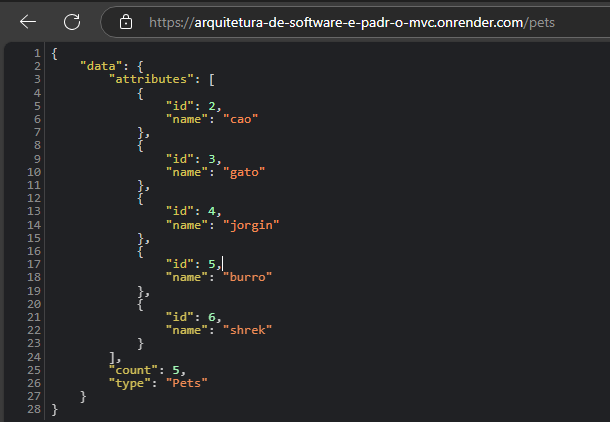 https://arquitetura-de-software-e-padr-o-mvc.onrender.com/pets
1 {
2     "data": {
3         "attributes": [
4             {
5                 "id": 2,
6                 "name": "cao"
7             },
8             {
9                 "id": 3,
10                 "name": "gato"
11             },
12             {
13                 "id": 4,
14                 "name": "jorgin"
15             },
16             {
17                 "id": 5,
18                 "name": "burro"
19             },
20             {
21                 "id": 6,
22                 "name": "shrek"
23             }
24         ],
25         "count": 5,
26         "type": "Pets"
27     }
28 }